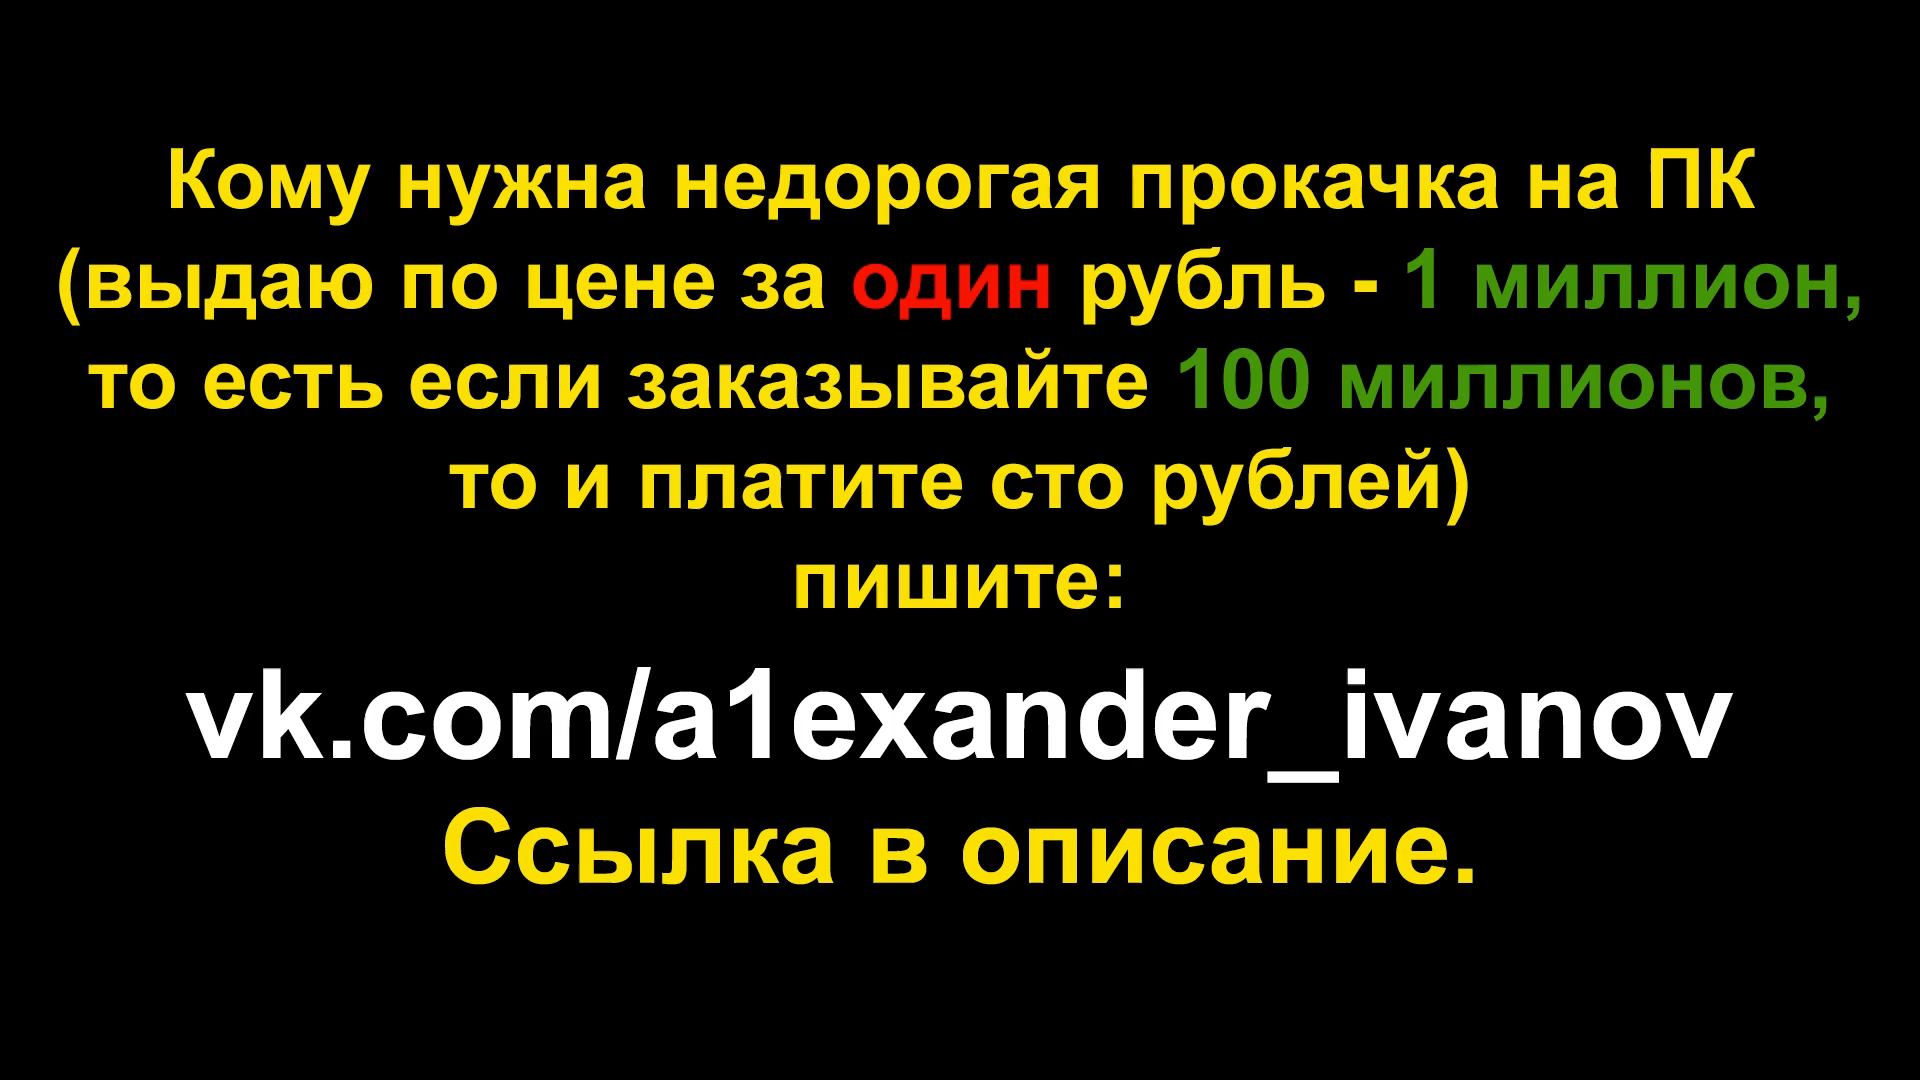 Кому нужна недорогая прокачка на ПК
(выдаю по цене за один рубль - 1 миллион,
то есть если заказывайте 100 миллионов,
то и платите сто рублей)
пишите:
vk.com/a1exander_ivanov
Ссылка в описание.